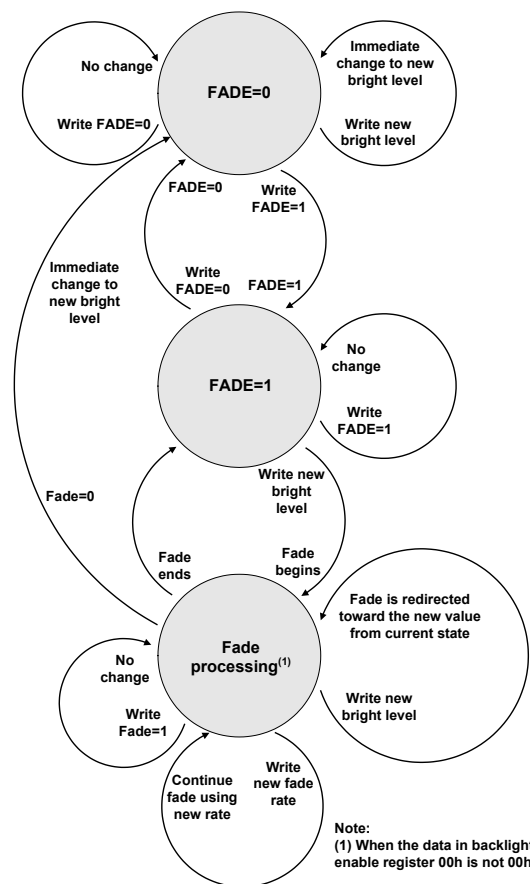 No change
Write FADE=0
FADE=0
Immediate
change to new
bright level
Write new
bright level
FADE=0
Write
FADE=1
Immediate
change to
new bright
level
Write
FADE=0
FADE=1
FADE=1
No
change
Write
FADE=1
Write new
bright
level
Fade=0
Fade
ends
Fade
begins
Fade is redirected
toward the new value
from current state
Fade
processing(1)
No
change
Write new
bright level
Write
Fade=1
Continue
fade using
new rate
Write
new fade
rate
Note:
(1) When the data in backlight
enable register 00h is not 00h